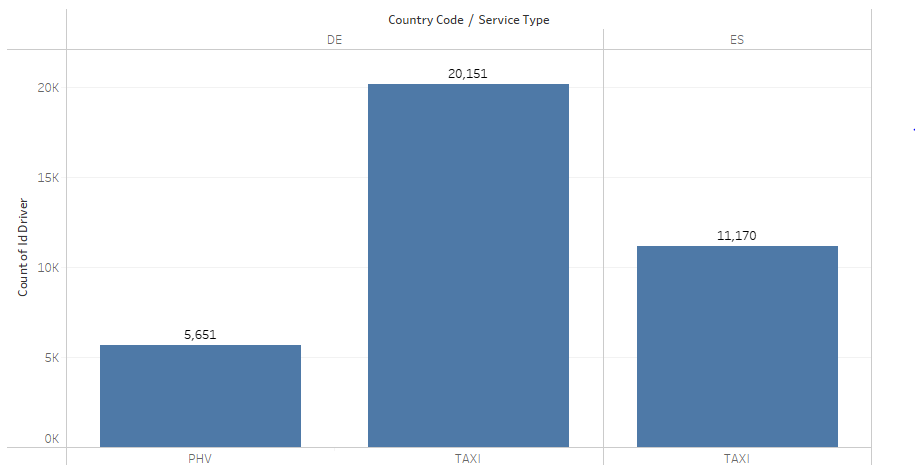 Country Code / Service Type
DE
ES
20,151
20K
15K
11,170
10K
Count of Id Driver
5,651
5K
0K
PHV
TAXI
TAXI